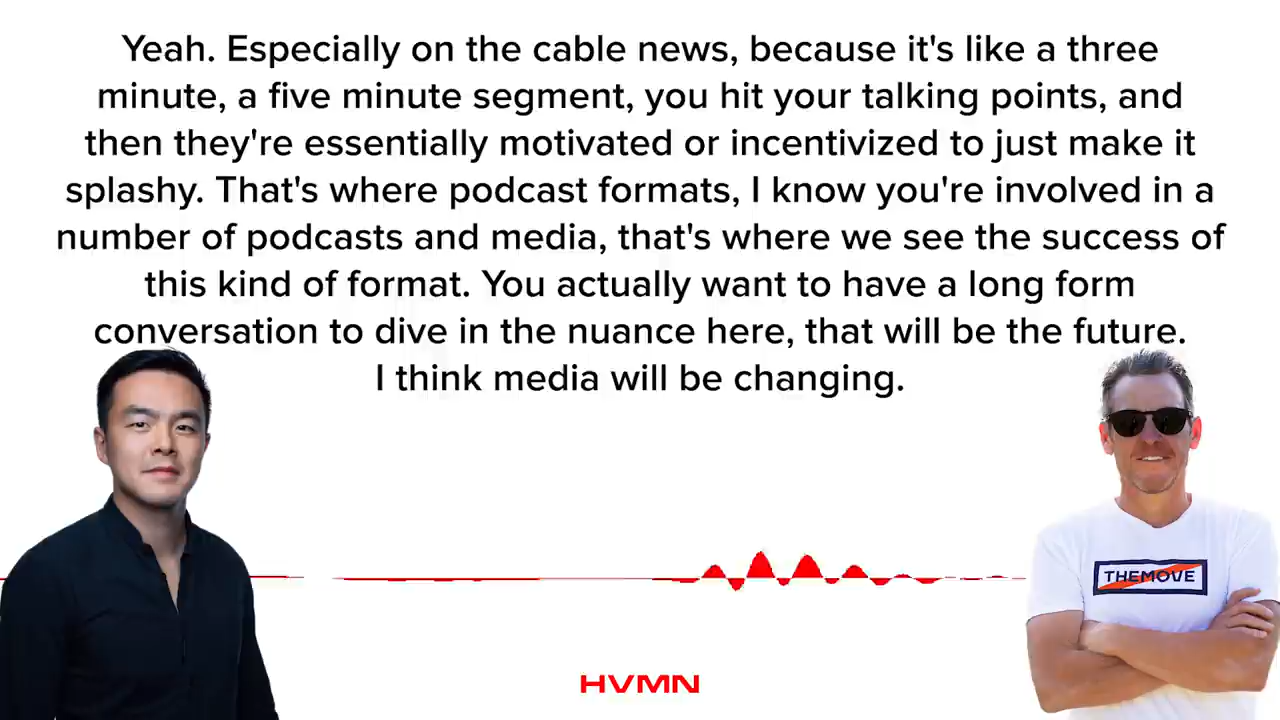 Yeah. Especially on the cable news, because it's like a three
minute, a five minute segment, you hit your talking points, and
then they're essentially motivated or incentivized to just make it
splashy. That's where podcast formats, I know you're involved in a
number of podcasts and media, that's where we see the success of
this kind of format. You actually want to have a long form
conversation to dive in the nuance here, that will be the future.
I think media will be changing.
THEMOVE
HVMN